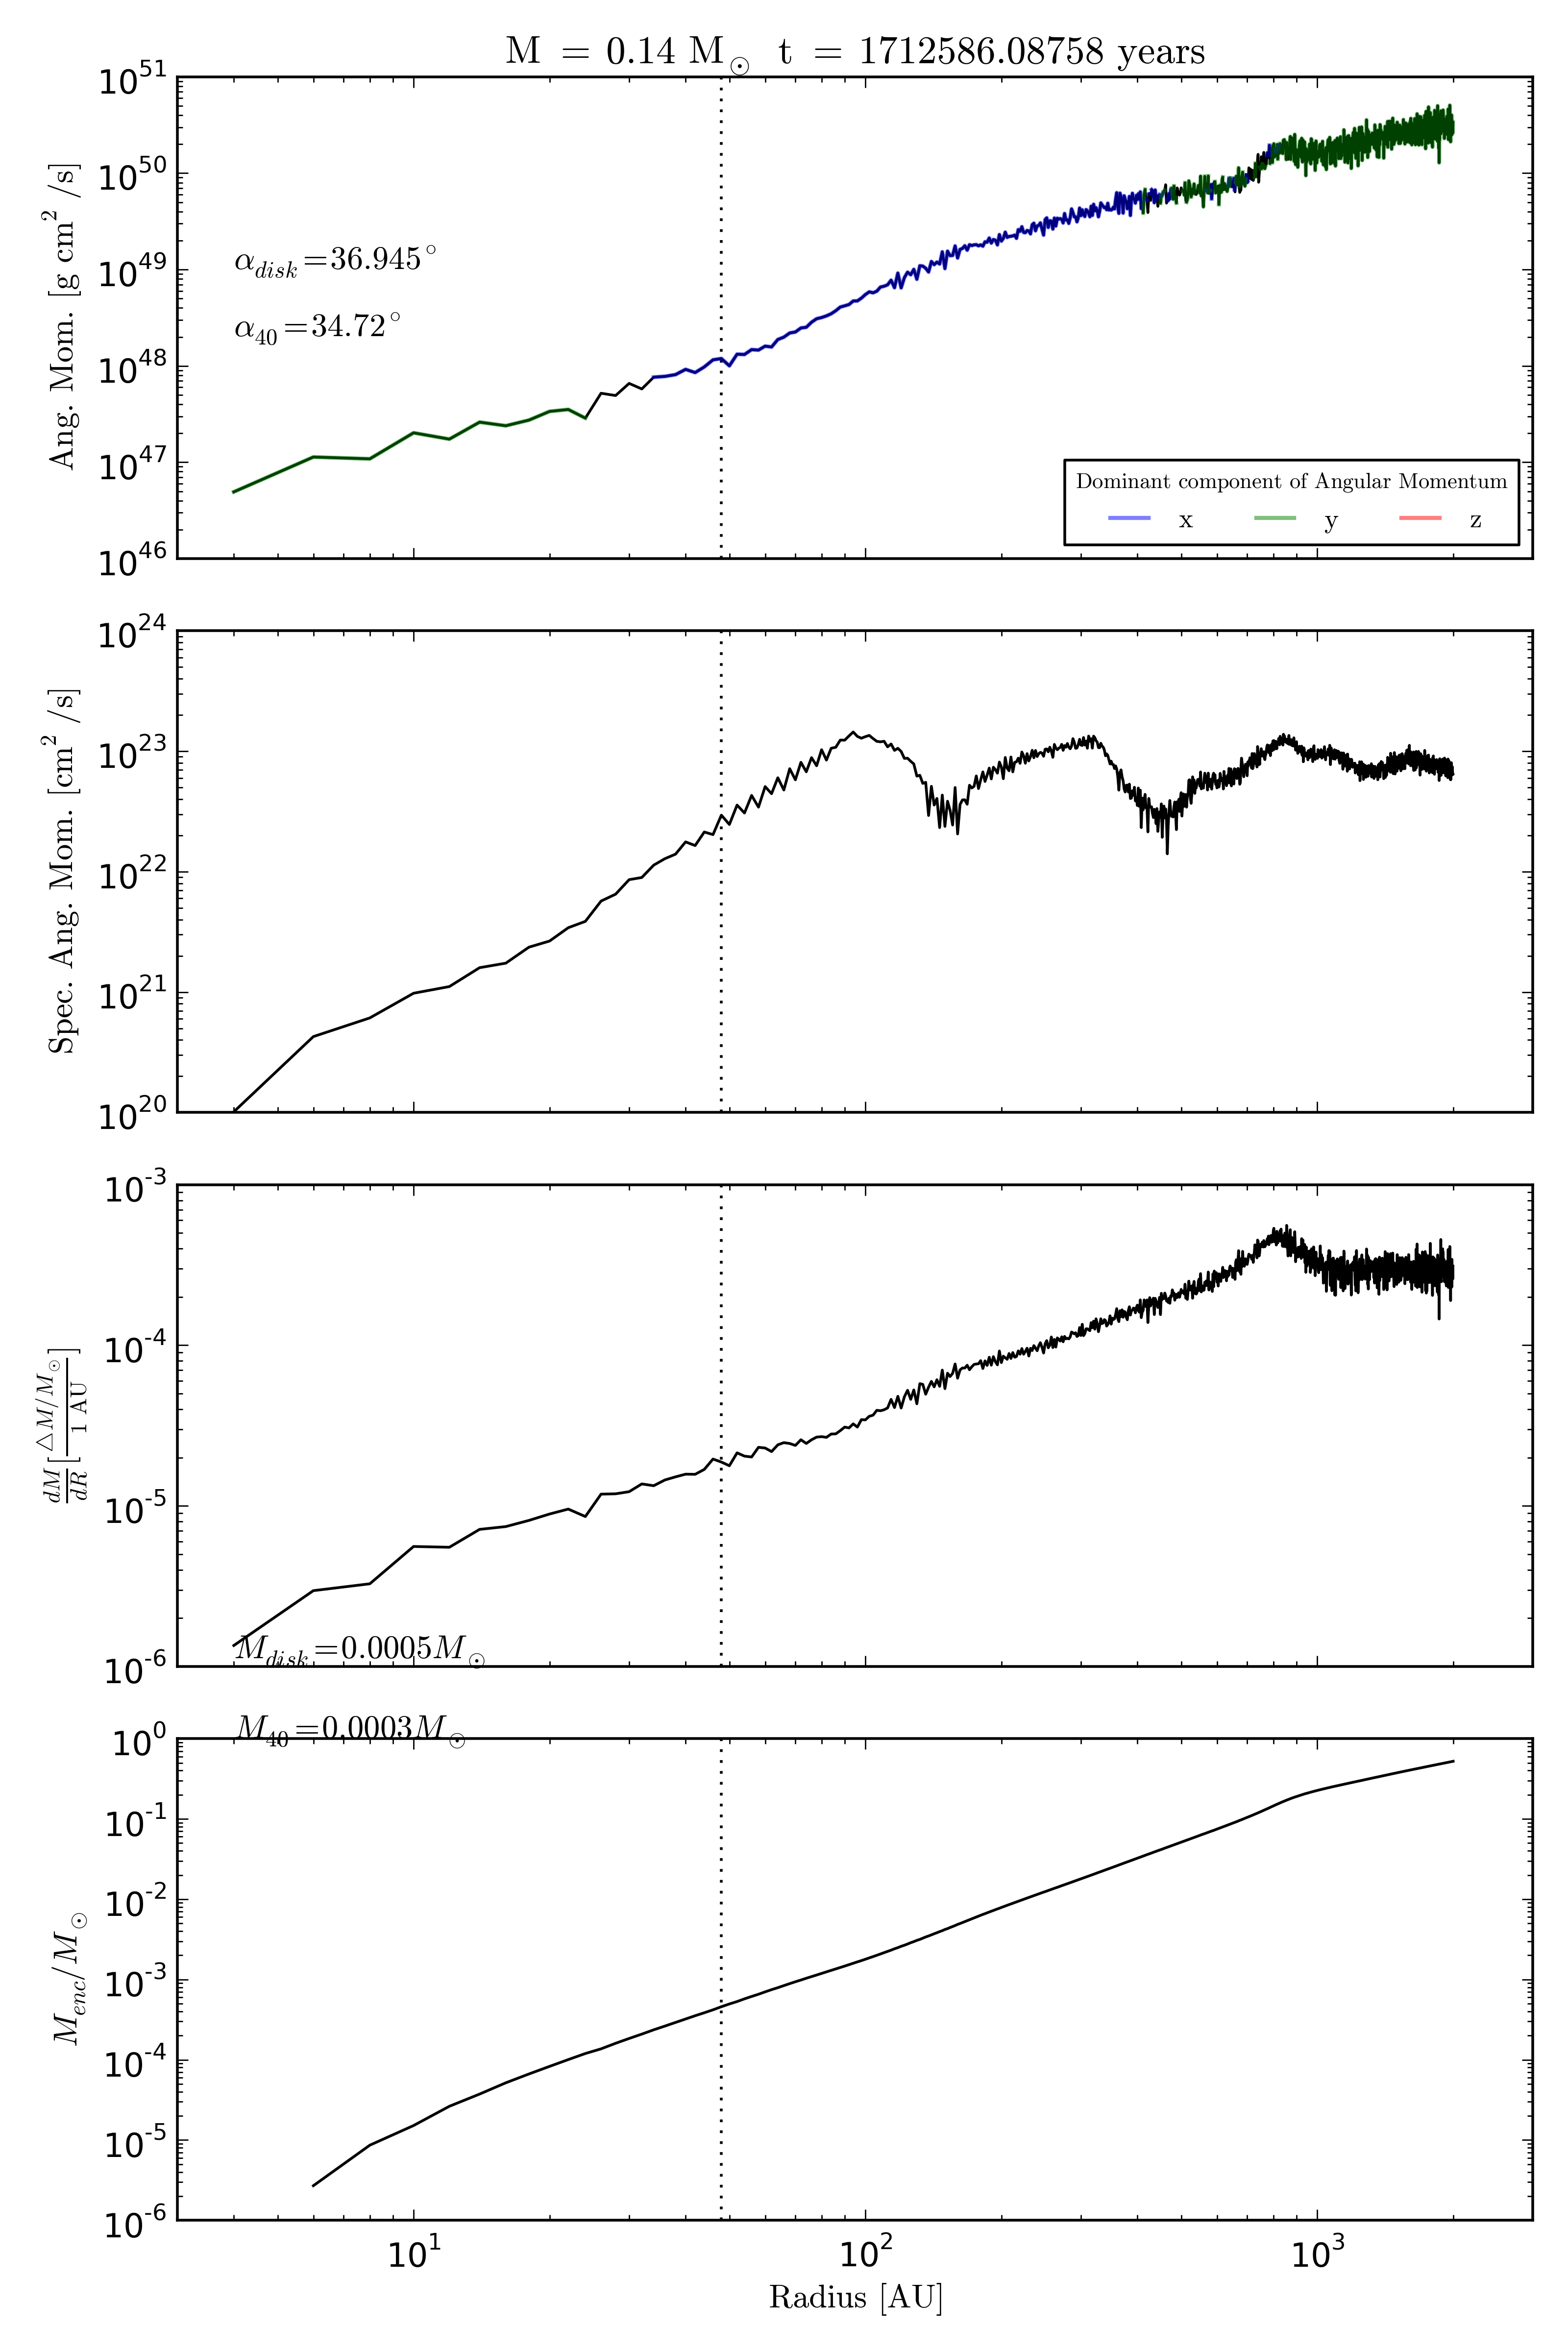 M = 0.14 M⊙ t = 1712586.08758 years
10^51
10^50
10^49
10^48
10^47
10^46
Ang. Mom. [g cm^2 /s]
α_disk=36.945°
α_40=34.72°
Dominant component of Angular Momentum
x y z
10^24
10^23
10^22
10^21
10^20
Spec. Ang. Mom. [cm^2 /s]
10^-3
10^-4
10^-5
10^-6
dM/dR [△M/M⊙ / 1 AU]
M_disk=0.0005M⊙
M_40=0.0003M⊙
10^0
10^-1
10^-2
10^-3
10^-4
10^-5
10^-6
M_enc/M⊙
10^1 10^2 10^3
Radius [AU]